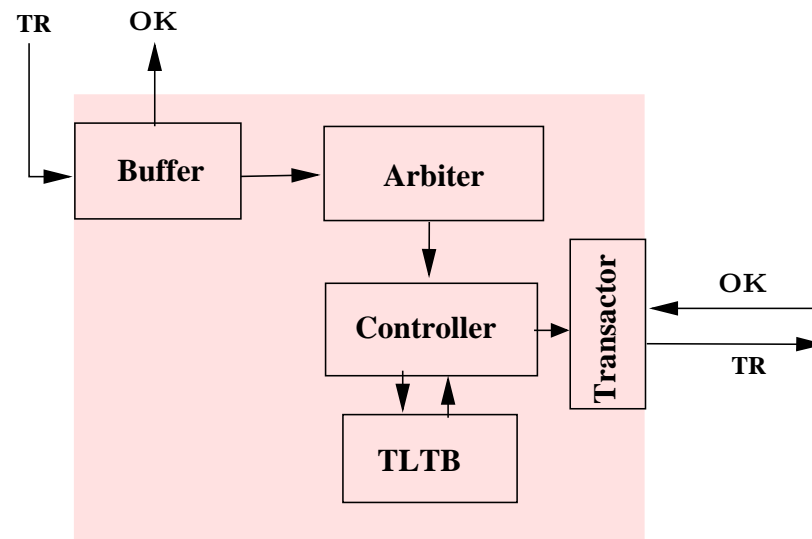 TR
OK
Buffer
Arbiter
Controller
Transactor
OK
TR
TLTB